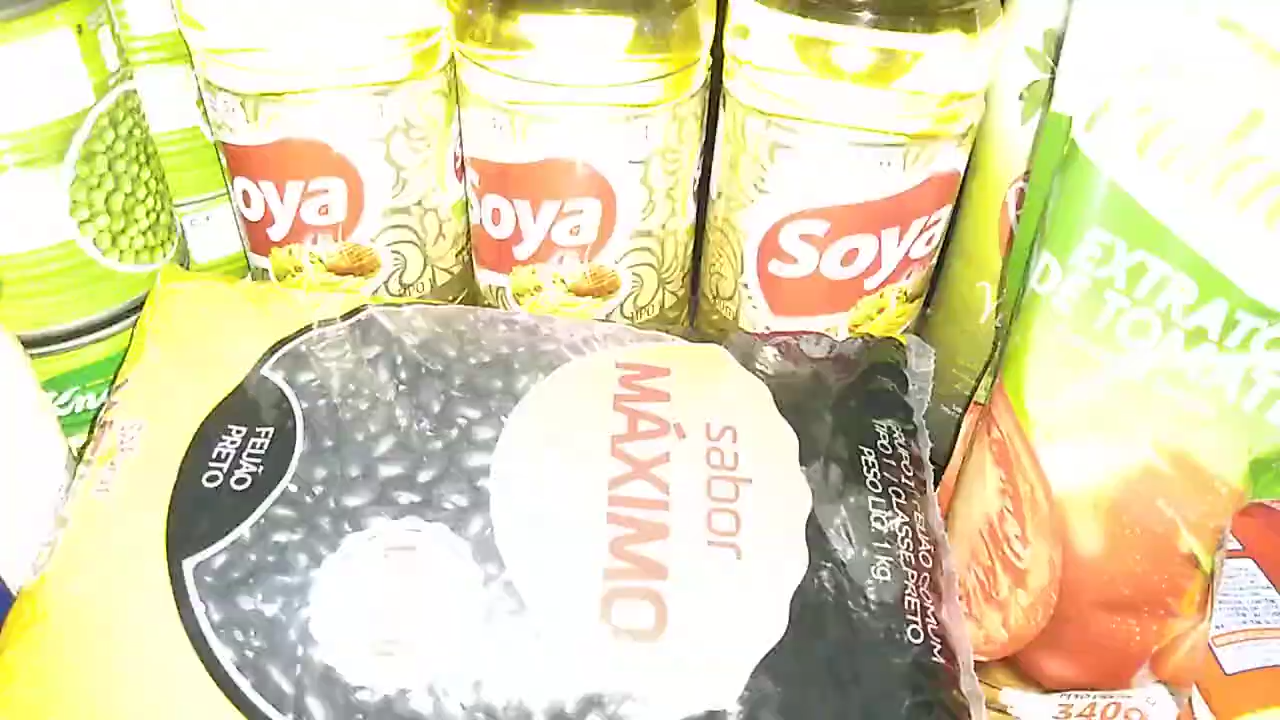 Soya
Soya
Soya
EXTRATO
DE TOMATE
FEIJÃO
PRETO
sabor
MÁXIMO
GRUPO 1 / FEIJÃO COMUM
TIPO 1 / CLASSE PRETO
PESO LÍQ. 1 kg
340g